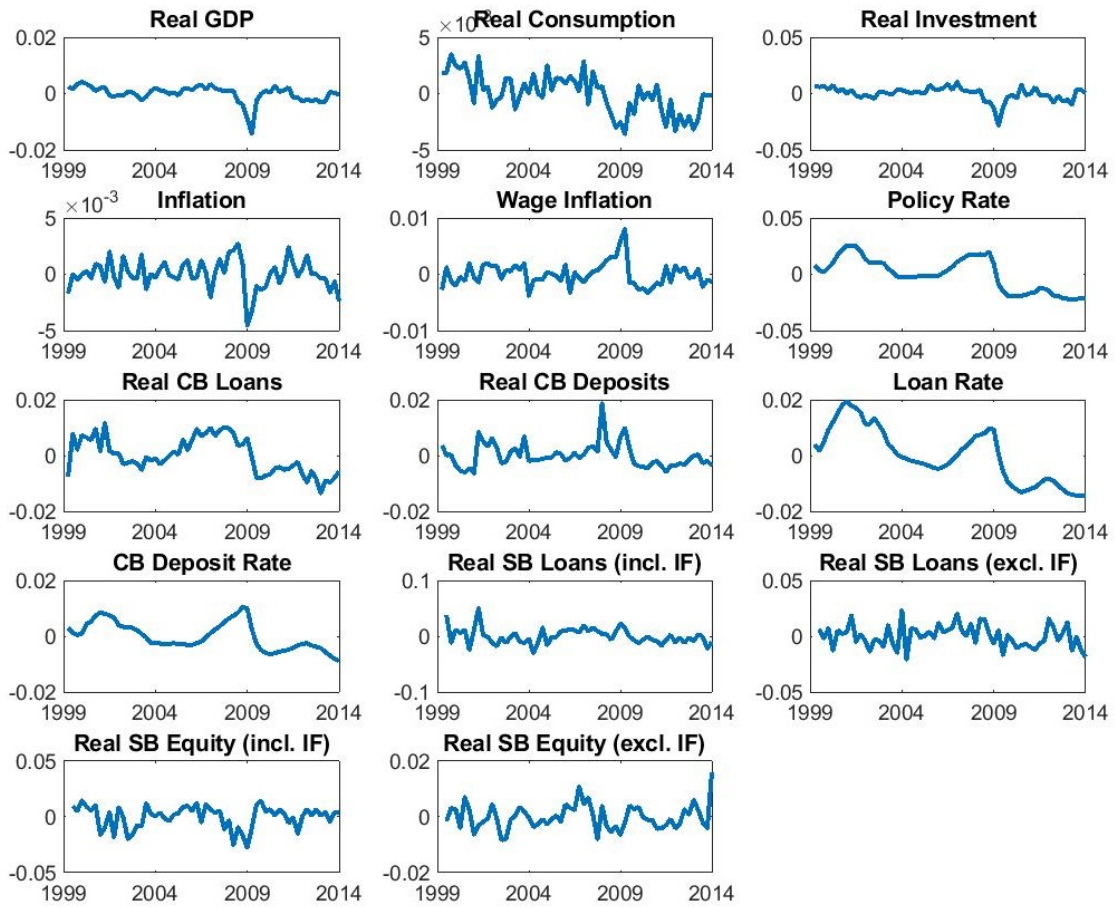 Real GDP
0.02
0
-0.02
1999 2004 2009 2014
Real Consumption
5 ×10
0
-5
1999 2004 2009 2014
Real Investment
0.05
0
-0.05
1999 2004 2009 2014
Inflation
5 ×10⁻³
0
-5
1999 2004 2009 2014
Wage Inflation
0.01
0
-0.01
1999 2004 2009 2014
Policy Rate
0.05
0
-0.05
1999 2004 2009 2014
Real CB Loans
0.02
0
-0.02
1999 2004 2009 2014
Real CB Deposits
0.02
0
-0.02
1999 2004 2009 2014
Loan Rate
0.02
0
-0.02
1999 2004 2009 2014
CB Deposit Rate
0.02
0
-0.02
1999 2004 2009 2014
Real SB Loans (incl. IF)
0.1
0
-0.1
1999 2004 2009 2014
Real SB Loans (excl. IF)
0.05
0
-0.05
1999 2004 2009 2014
Real SB Equity (incl. IF)
0.05
0
-0.05
1999 2004 2009 2014
Real SB Equity (excl. IF)
0.02
0
-0.02
1999 2004 2009 2014